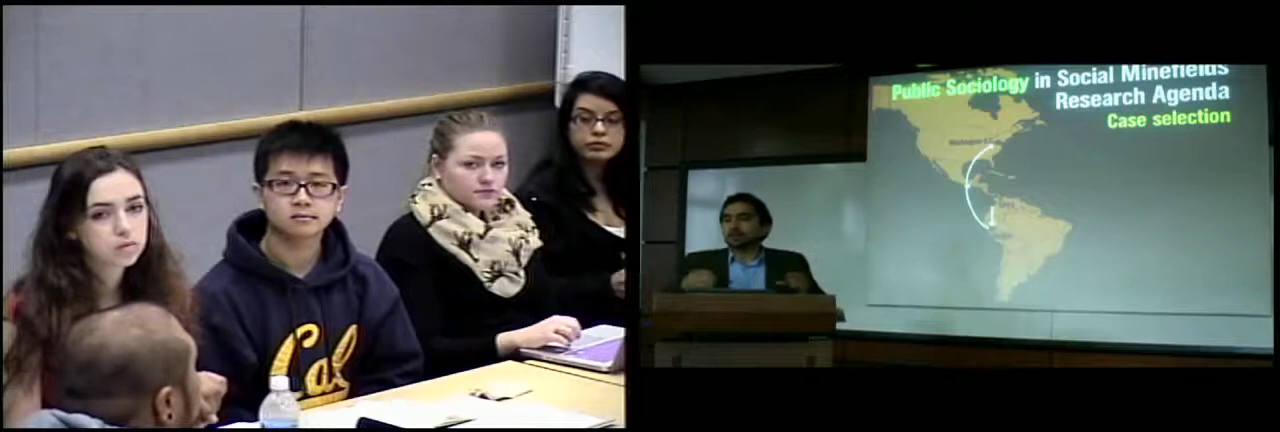 Cal
Public Sociology in Social Minefields
Research Agenda
Case selection